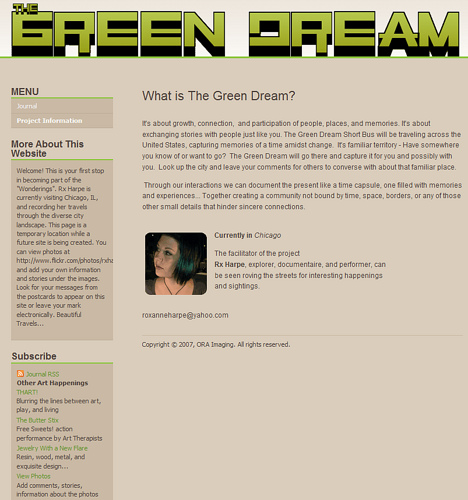 THE
GREEN DREAM
MENU
Journal
Project Information
More About This
Website
Welcome! This is your first
stop in becoming part of the
"Wonderings". Rx Harpe is
currently visiting Chicago, IL,
and recording her travels
through the diverse city
landscape. This page is a
temporary location while a
future site is being created. You
can view photos at
http://www.flickr.com/photos/rxha
and add your own information
and stories under the images.
Look for your messages from
the postcards to appear on this
site or leave your mark
electronically. Beautiful
Travels...
Subscribe
Journal RSS
Other Art Happenings
THART!
Blurring the lines between art,
play, and living
The Butter Stix
Free Sweets! action
performance by Art Therapists
Jewelry With a New Flare
Resin, wood, metal, and
exquisite design...
View Photos
Add comments, stories,
information about the photos
What is The Green Dream?
It's about growth, connection, and participation of people, places, and memories. It's about
exchanging stories with people just like you. The Green Dream Short Bus will be traveling across the
United States, capturing memories of a time amidst change. It's familiar territory - Have somewhere
you know of or want to go? The Green Dream will go there and capture it for you and possibly with
you. Look up the city and leave your comments for others to converse with about that familiar place.
Through our interactions we can document the present like a time capsule, one filled with memories
and experiences... Together creating a community not bound by time, space, borders, or any of those
other small details that hinder sincere connections.
Currently in Chicago
The facilitator of the project
Rx Harpe, explorer, documentaire, and performer, can
be seen roving the streets for interesting happenings
and sightings.
roxanneharpe@yahoo.com
Copyright © 2007, ORA Imaging. All rights reserved.